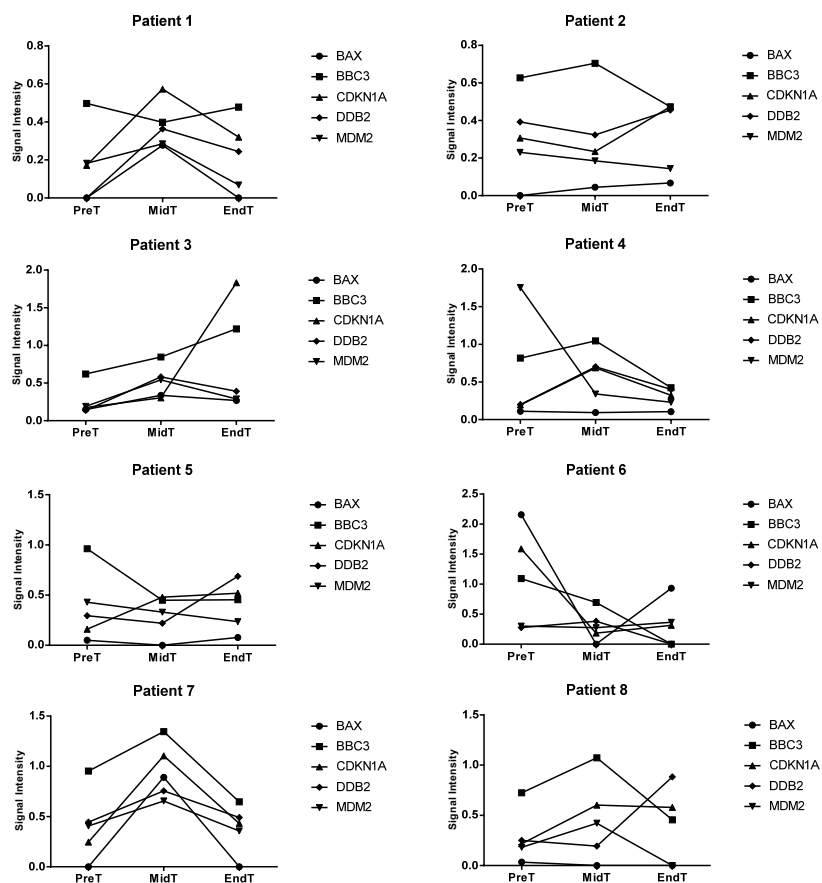 Patient 1
Signal Intensity
0.8
0.6
0.4
0.2
0.0
PreT MidT EndT
BAX
BBC3
CDKN1A
DDB2
MDM2
Patient 2
Signal Intensity
0.8
0.6
0.4
0.2
0.0
PreT MidT EndT
BAX
BBC3
CDKN1A
DDB2
MDM2
Patient 3
Signal Intensity
2.0
1.5
1.0
0.5
0.0
PreT MidT EndT
BAX
BBC3
CDKN1A
DDB2
MDM2
Patient 4
Signal Intensity
2.0
1.5
1.0
0.5
0.0
PreT MidT EndT
BAX
BBC3
CDKN1A
DDB2
MDM2
Patient 5
Signal Intensity
1.5
1.0
0.5
0.0
PreT MidT EndT
BAX
BBC3
CDKN1A
DDB2
MDM2
Patient 6
Signal Intensity
2.5
2.0
1.5
1.0
0.5
0.0
PreT MidT EndT
BAX
BBC3
CDKN1A
DDB2
MDM2
Patient 7
Signal Intensity
1.5
1.0
0.5
0.0
PreT MidT EndT
BAX
BBC3
CDKN1A
DDB2
MDM2
Patient 8
Signal Intensity
1.5
1.0
0.5
0.0
PreT MidT EndT
BAX
BBC3
CDKN1A
DDB2
MDM2